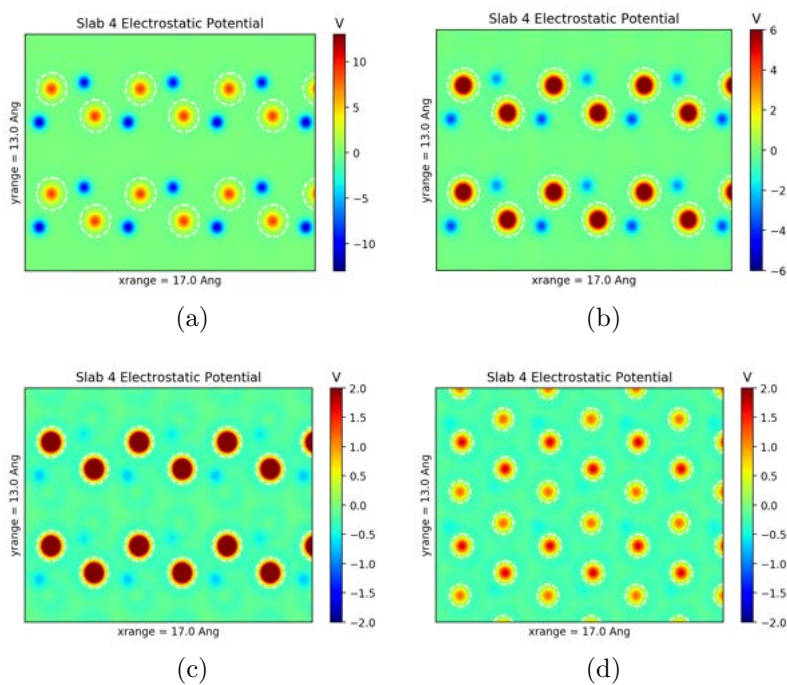 Slab 4 Electrostatic Potential V
10
5
0
−5
−10
yrange = 13.0 Ang
xrange = 17.0 Ang
(a)
Slab 4 Electrostatic Potential V
6
4
2
0
−2
−4
−6
yrange = 13.0 Ang
xrange = 17.0 Ang
(b)
Slab 4 Electrostatic Potential V
2.0
1.5
1.0
0.5
0.0
−0.5
−1.0
−1.5
−2.0
yrange = 13.0 Ang
xrange = 17.0 Ang
(c)
Slab 4 Electrostatic Potential V
2.0
1.5
1.0
0.5
0.0
−0.5
−1.0
−1.5
−2.0
yrange = 13.0 Ang
xrange = 17.0 Ang
(d)